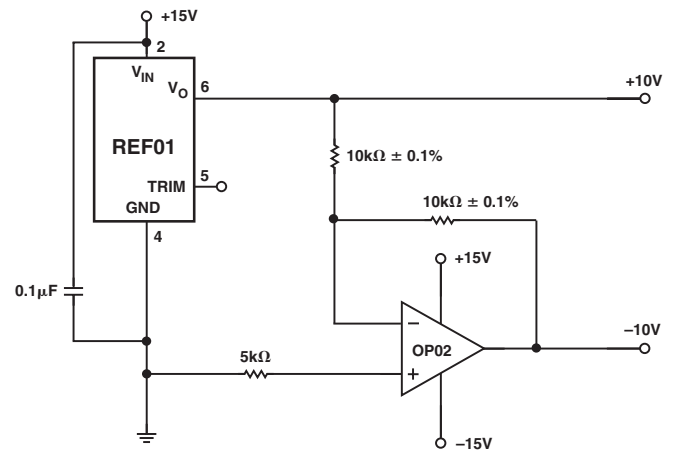 +15V
2
VIN
VO
6
+10V
REF01
10kΩ ± 0.1%
5
TRIM
10kΩ ± 0.1%
GND
4
+15V
0.1μF
−
−10V
OP02
5kΩ
+
−15V